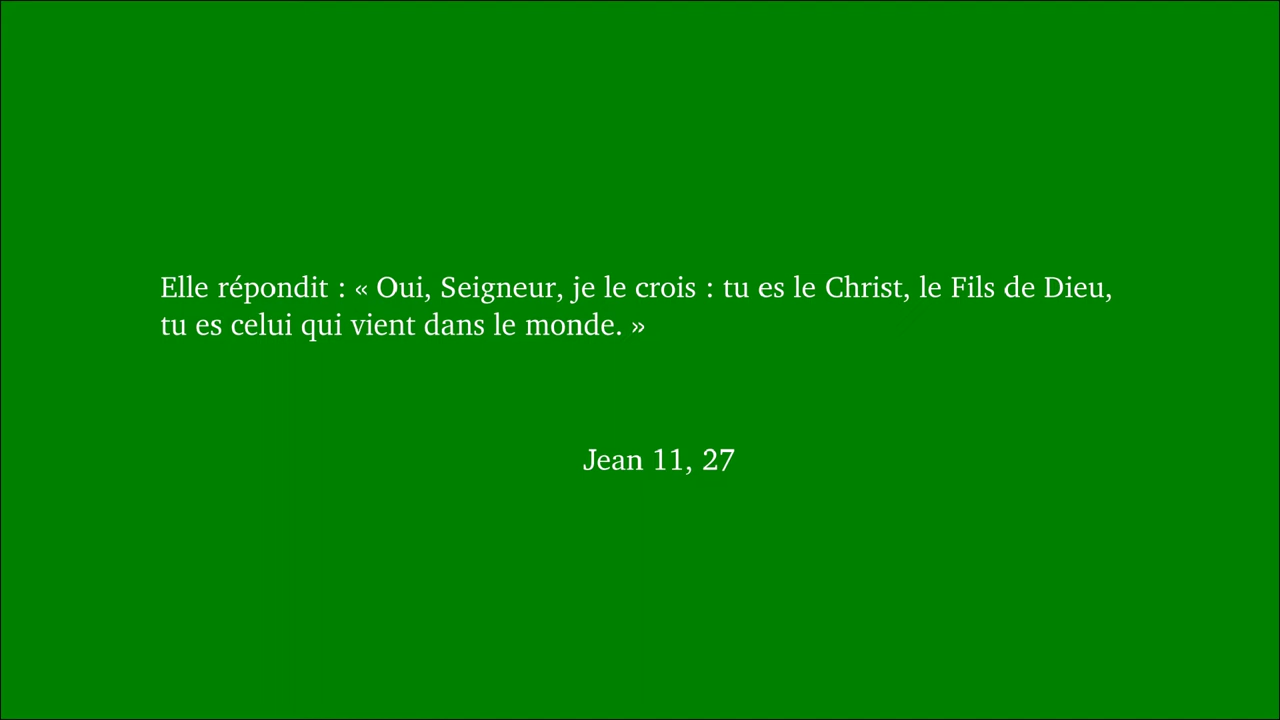 Elle répondit : « Oui, Seigneur, je le crois : tu es le Christ, le Fils de Dieu,
tu es celui qui vient dans le monde. »
Jean 11, 27